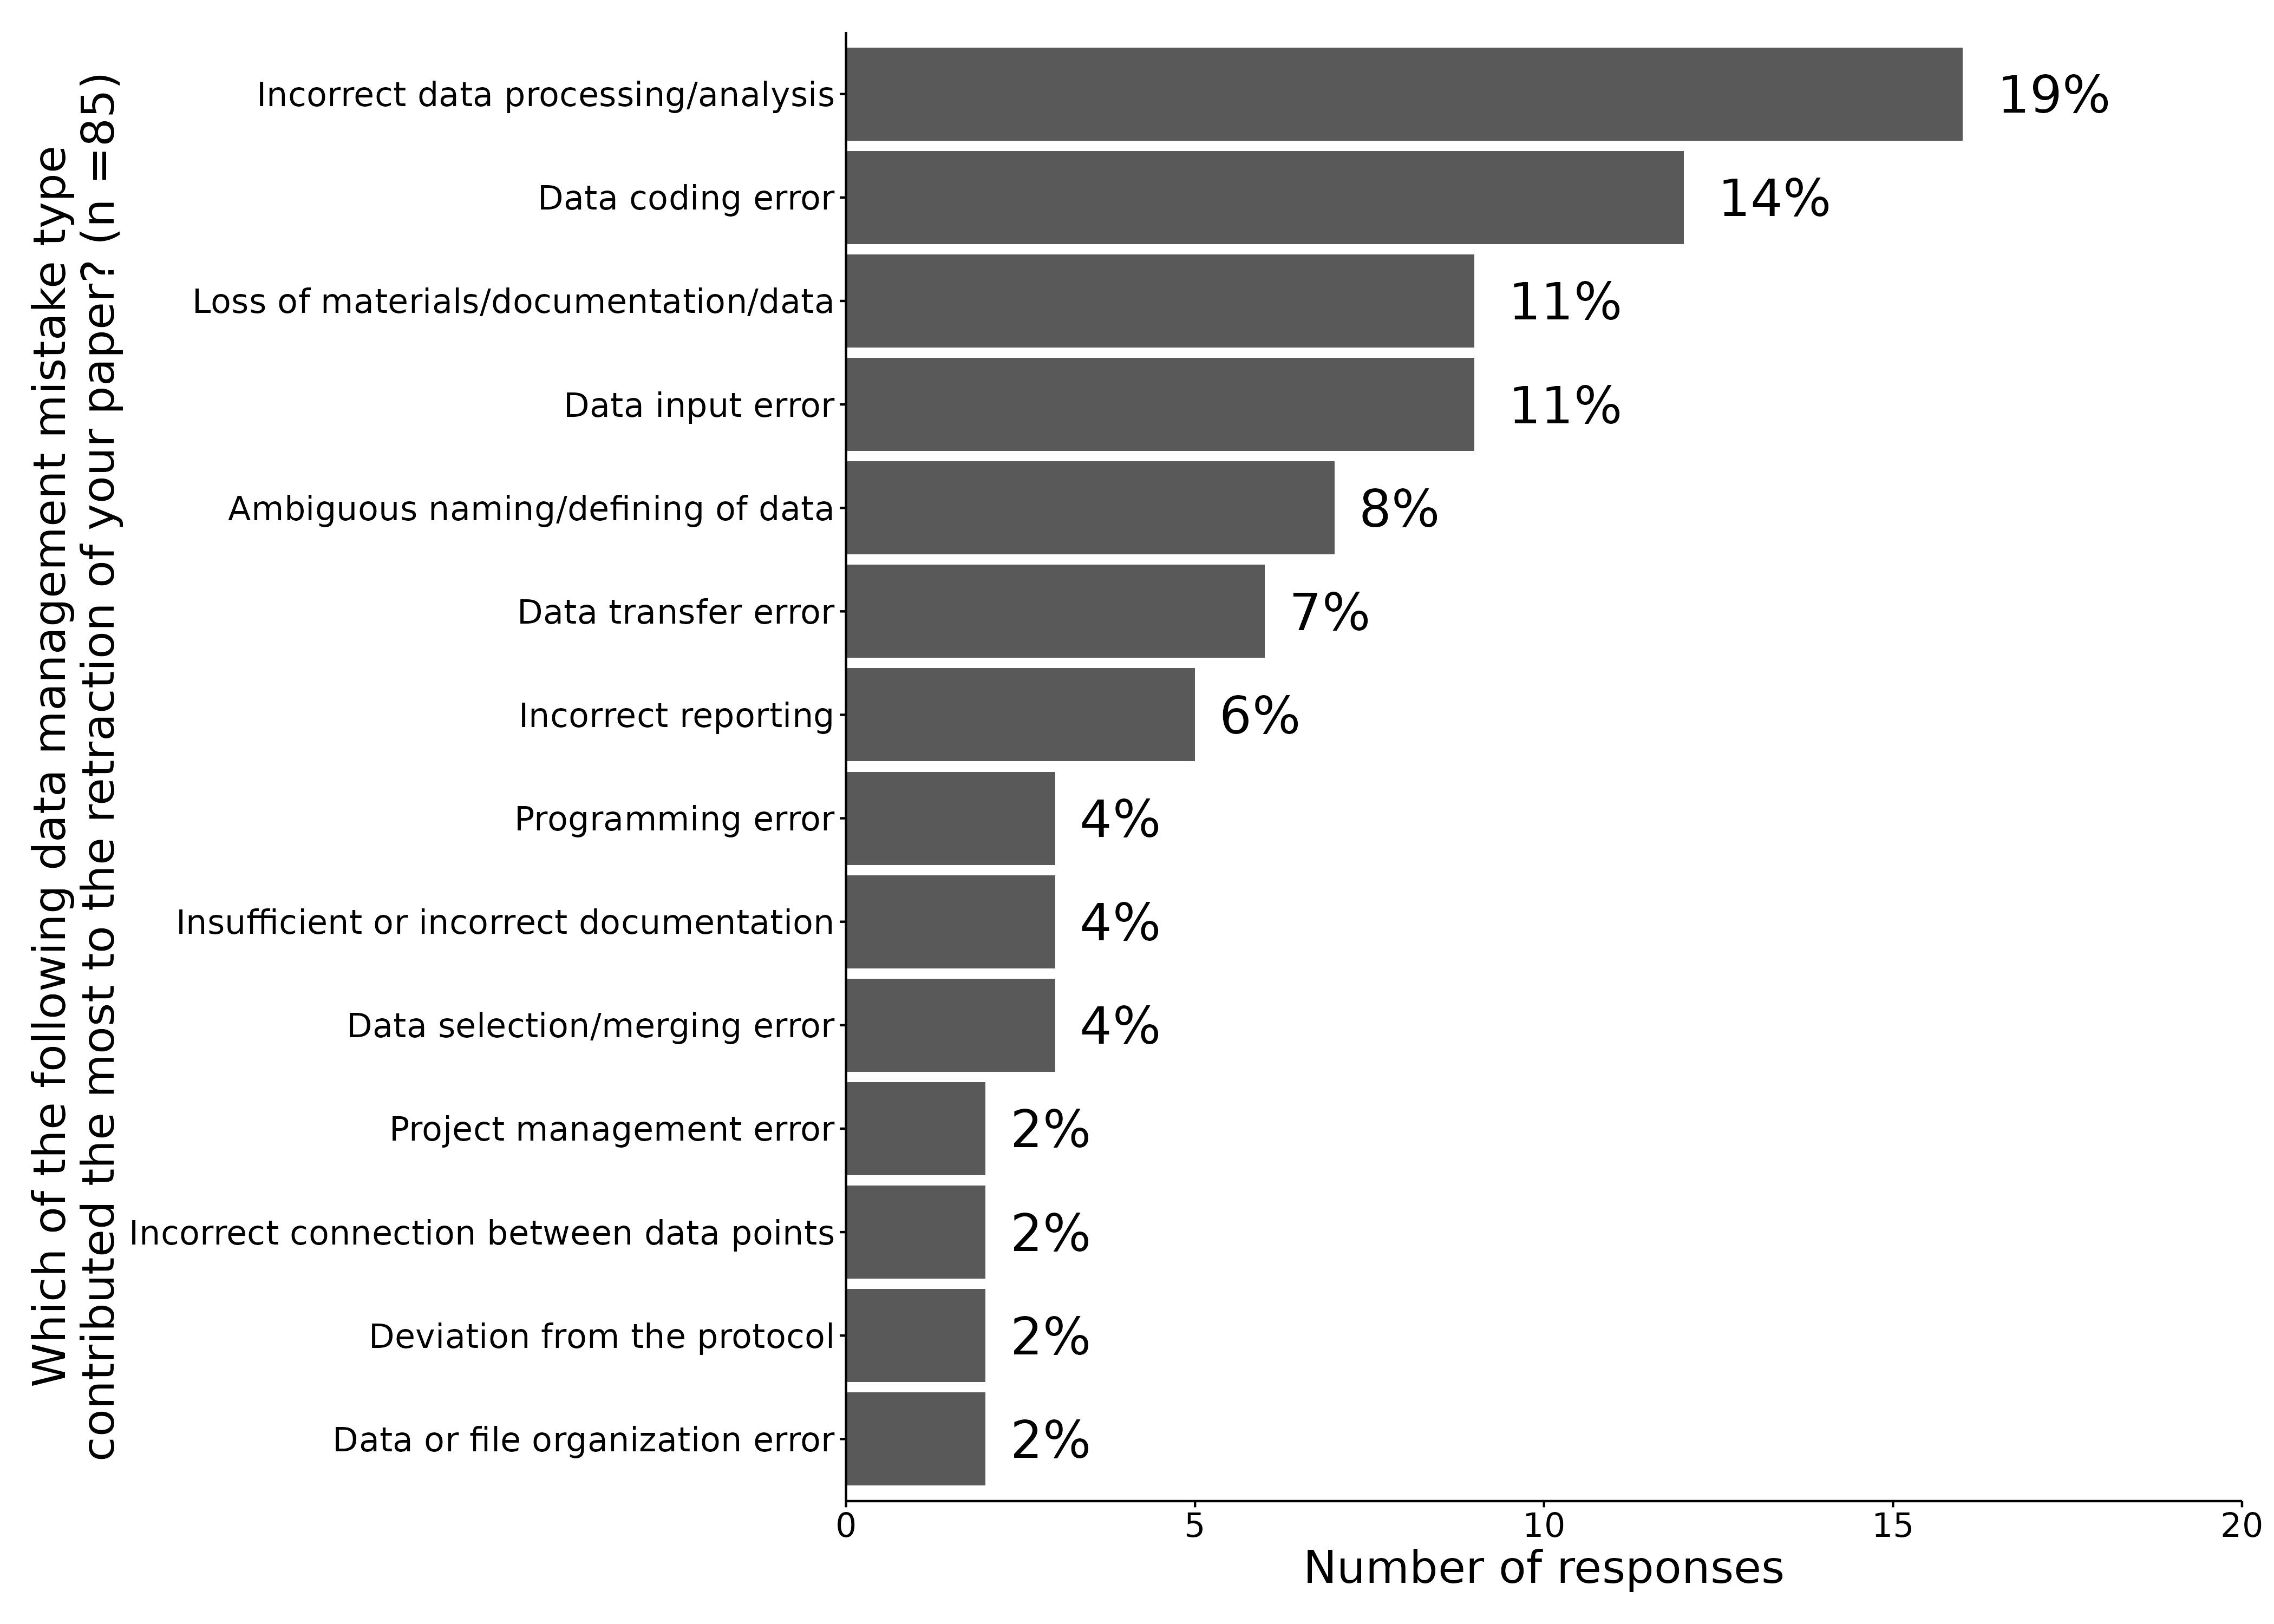 Which of the following data management mistake type
contributed the most to the retraction of your paper? (n =85)
Incorrect data processing/analysis 19%
Data coding error 14%
Loss of materials/documentation/data 11%
Data input error 11%
Ambiguous naming/defining of data 8%
Data transfer error 7%
Incorrect reporting 6%
Programming error 4%
Insufficient or incorrect documentation 4%
Data selection/merging error 4%
Project management error 2%
Incorrect connection between data points 2%
Deviation from the protocol 2%
Data or file organization error 2%
0 5 10 15 20
Number of responses